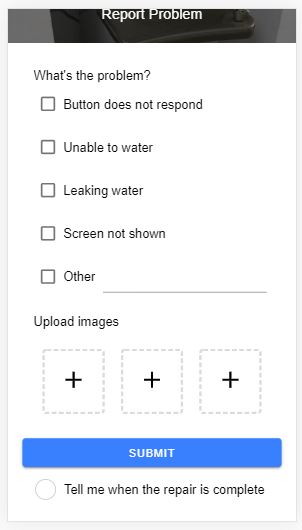 Report Problem
What's the problem?
Button does not respond
Unable to water
Leaking water
Screen not shown
Other
Upload images
SUBMIT
Tell me when the repair is complete